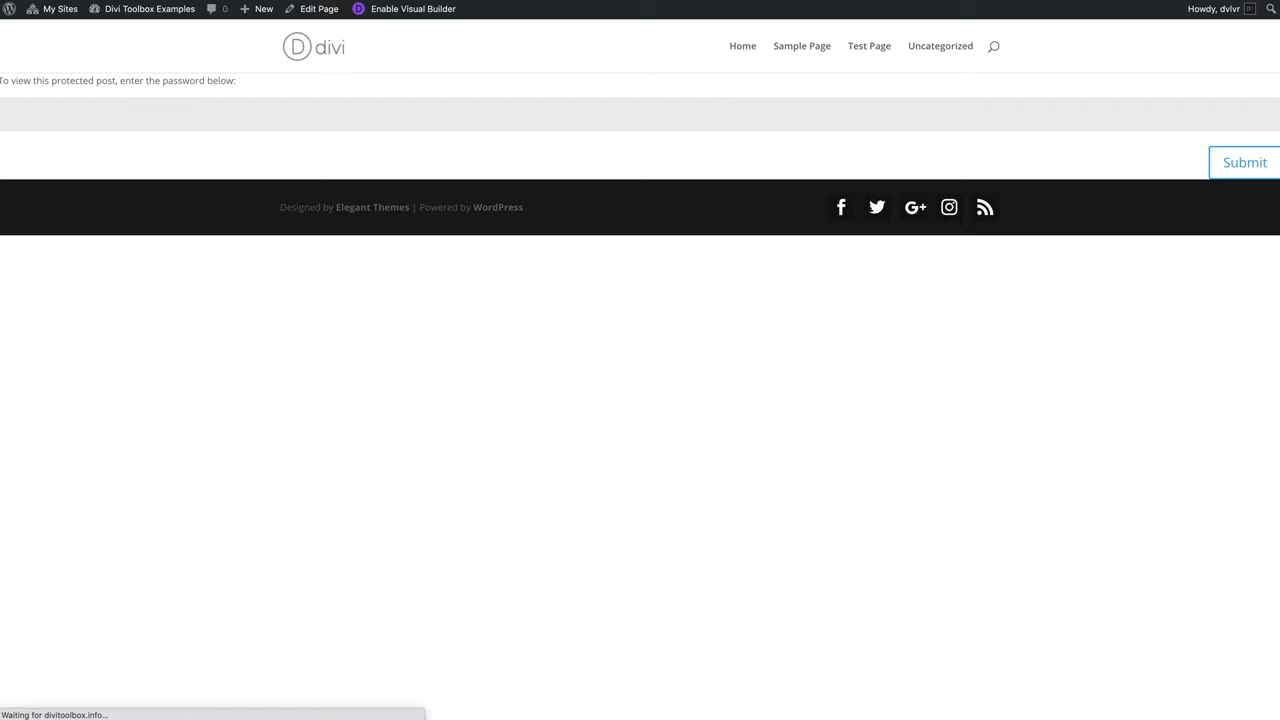 My Sites Divi Toolbox Examples 0 New Edit Page Enable Visual Builder Howdy, dvlvr
divi Home Sample Page Test Page Uncategorized
To view this protected post, enter the password below:
Submit
Designed by Elegant Themes | Powered by WordPress
Waiting for divitoolbox.info...